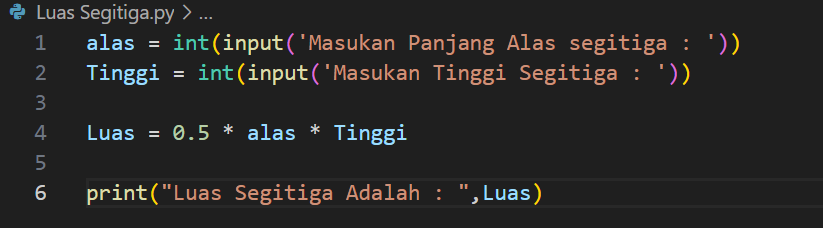 Luas Segitiga.py > ...
1 alas = int(input('Masukan Panjang Alas segitiga : '))
2 Tinggi = int(input('Masukan Tinggi Segitiga : '))
3
4 Luas = 0.5 * alas * Tinggi
5
6 print("Luas Segitiga Adalah : ",Luas)